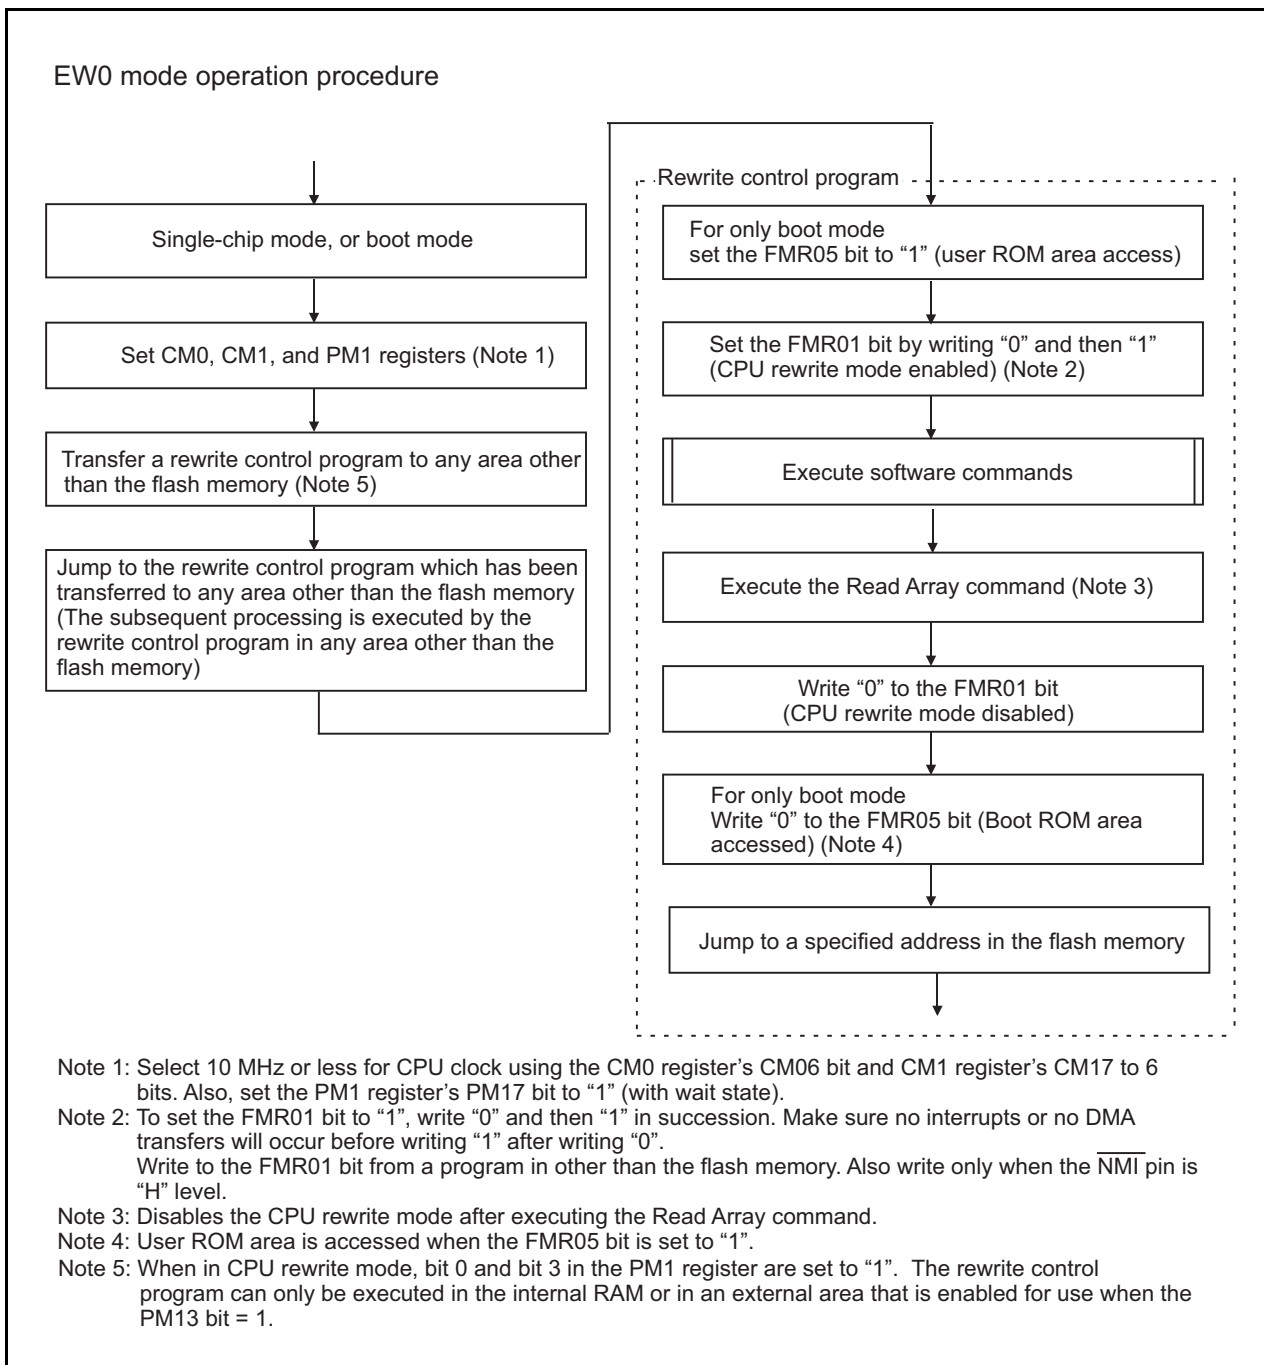 EW0 mode operation procedure
Single-chip mode, or boot mode
Set CM0, CM1, and PM1 registers (Note 1)
Transfer a rewrite control program to any area other
than the flash memory (Note 5)
Jump to the rewrite control program which has been
transferred to any area other than the flash memory
(The subsequent processing is executed by the
rewrite control program in any area other than the
flash memory)
Rewrite control program
For only boot mode
set the FMR05 bit to “1” (user ROM area access)
Set the FMR01 bit by writing “0” and then “1”
(CPU rewrite mode enabled) (Note 2)
Execute software commands
Execute the Read Array command (Note 3)
Write “0” to the FMR01 bit
(CPU rewrite mode disabled)
For only boot mode
Write “0” to the FMR05 bit (Boot ROM area
accessed) (Note 4)
Jump to a specified address in the flash memory
Note 1: Select 10 MHz or less for CPU clock using the CM0 register’s CM06 bit and CM1 register’s CM17 to 6
bits. Also, set the PM1 register’s PM17 bit to “1” (with wait state).
Note 2: To set the FMR01 bit to “1”, write “0” and then “1” in succession. Make sure no interrupts or no DMA
transfers will occur before writing “1” after writing “0”.
Write to the FMR01 bit from a program in other than the flash memory. Also write only when the NMI pin is
“H” level.
Note 3: Disables the CPU rewrite mode after executing the Read Array command.
Note 4: User ROM area is accessed when the FMR05 bit is set to “1”.
Note 5: When in CPU rewrite mode, bit 0 and bit 3 in the PM1 register are set to “1”. The rewrite control
program can only be executed in the internal RAM or in an external area that is enabled for use when the
PM13 bit = 1.